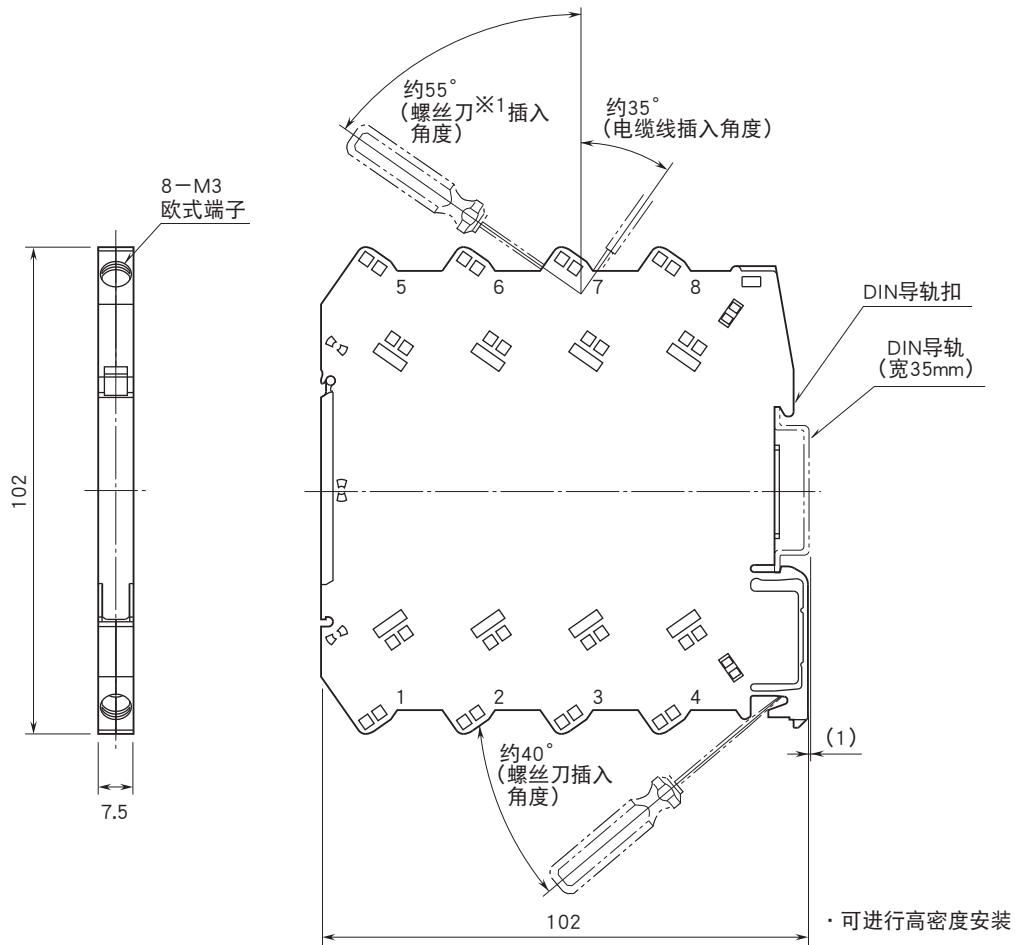 约55°
(螺丝刀※1插入
角度)
约35°
(电缆线插入角度)
8－M3
欧式端子
5
6
7
8
DIN导轨扣
DIN导轨
(宽35mm)
102
1
2
3
4
(1)
约40°
(螺丝刀插入
角度)
7.5
102
・可进行高密度安装